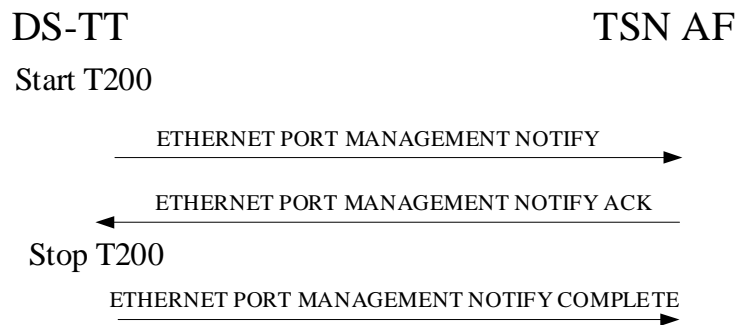 DS-TT TSN AF
Start T200
ETHERNET PORT MANAGEMENT NOTIFY
ETHERNET PORT MANAGEMENT NOTIFY ACK
Stop T200
ETHERNET PORT MANAGEMENT NOTIFY COMPLETE